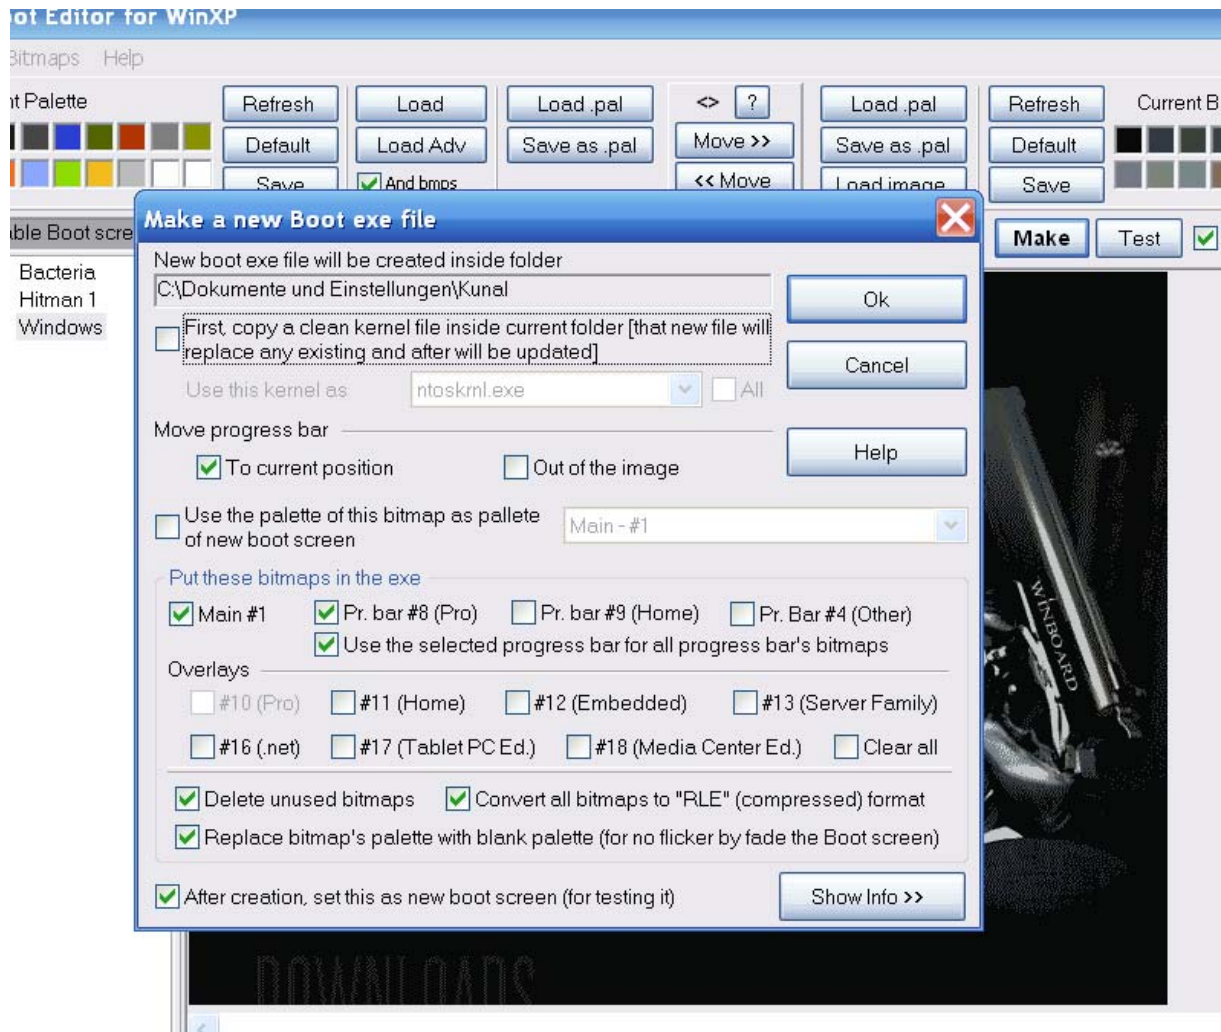 ot Editor for WinXP
Bitmaps Help
nt Palette
Refresh
Load
Load .pal
<> ?
Load .pal
Refresh
Current B
Default
Load Adv
Save as .pal
Move >>
Save as .pal
Default
Save
And bmps
<< Move
Load image
Save
able Boot scre
Make
Test
Bacteria
Hitman 1
Windows
Make a new Boot exe file
New boot exe file will be created inside folder
C:\Dokumente und Einstellungen\Kunal
Ok
First, copy a clean kernel file inside current folder [that new file will
replace any existing and after will be updated]
Cancel
Use this kernel as
ntoskrnl.exe
All
Move progress bar
To current position
Out of the image
Help
Use the palette of this bitmap as pallete
of new boot screen
Main - #1
Put these bitmaps in the exe
Main #1
Pr. bar #8 (Pro)
Pr. bar #9 (Home)
Pr. Bar #4 (Other)
Use the selected progress bar for all progress bar's bitmaps
Overlays
#10 (Pro)
#11 (Home)
#12 (Embedded)
#13 (Server Family)
#16 (.net)
#17 (Tablet PC Ed.)
#18 (Media Center Ed.)
Clear all
Delete unused bitmaps
Convert all bitmaps to "RLE" (compressed) format
Replace bitmap's palette with blank palette (for no flicker by fade the Boot screen)
After creation, set this as new boot screen (for testing it)
Show Info >>
WINBOARD
DOWNLOADS